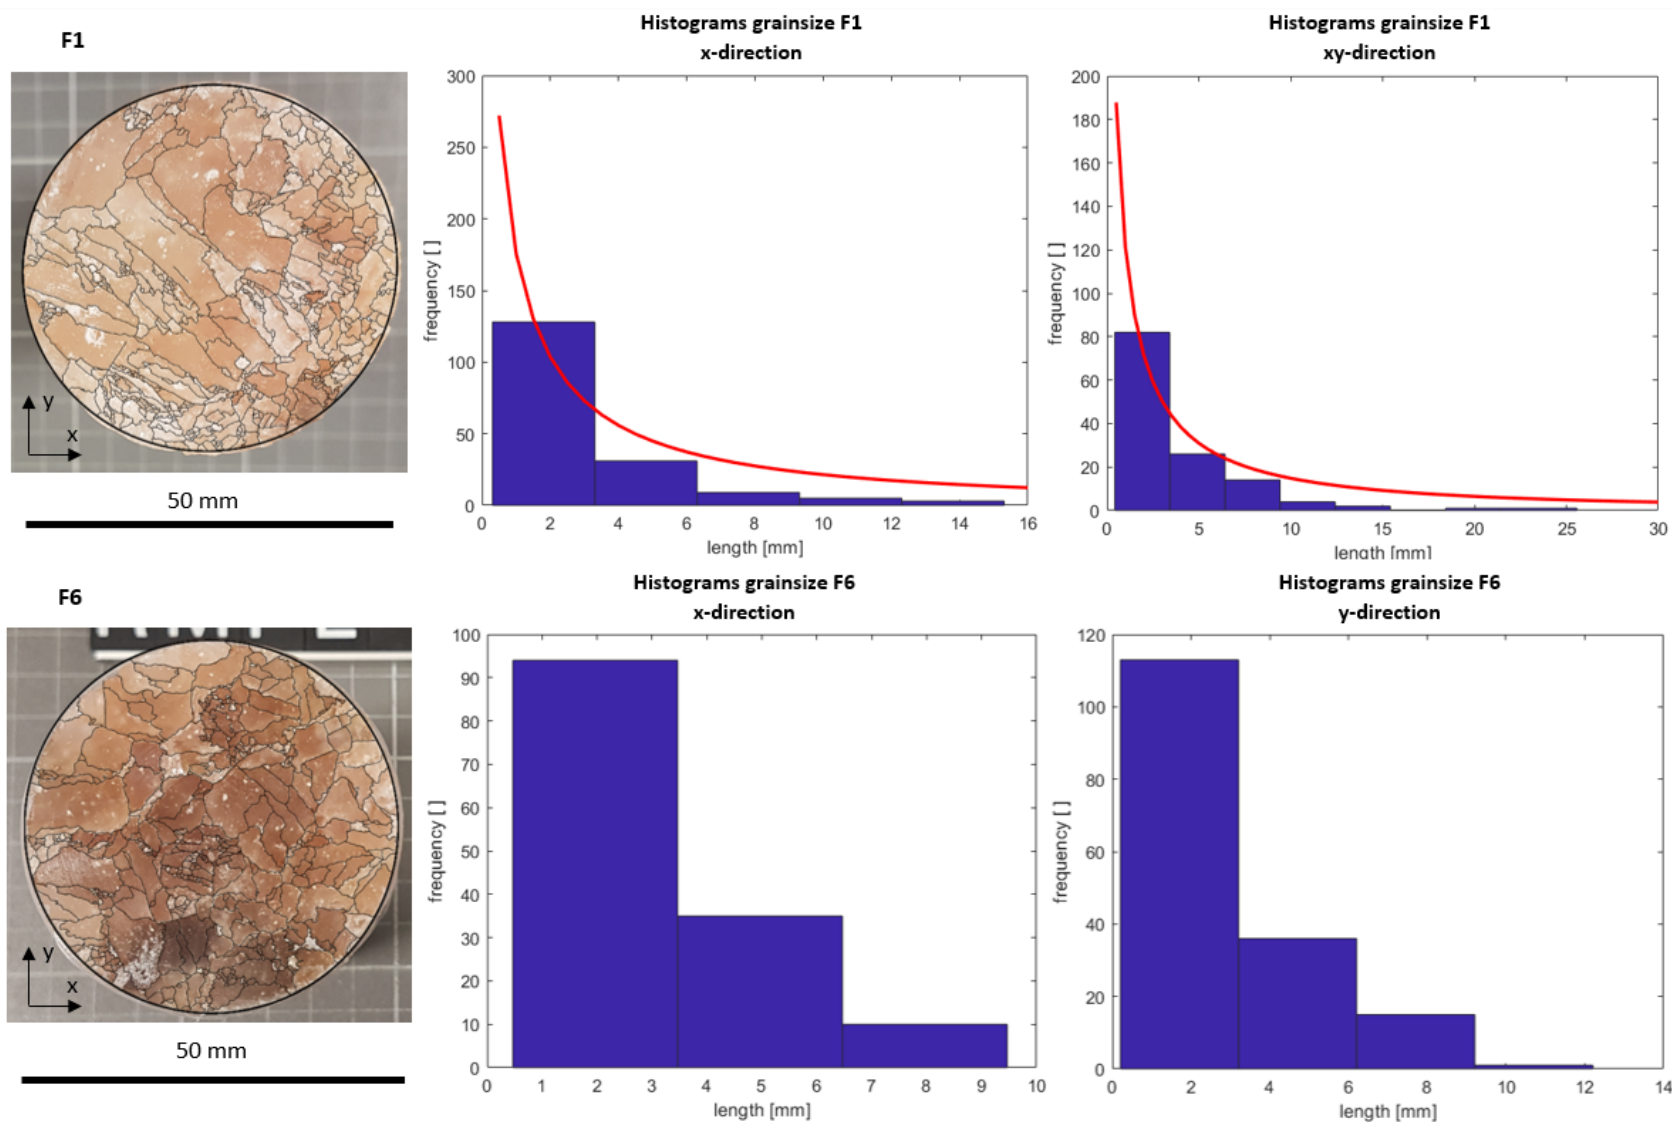 F1
y
x
50 mm
Histograms grainsize F1
x-direction
300
250
200
150
100
50
0
frequency [ ]
0 2 4 6 8 10 12 14 16
length [mm]
Histograms grainsize F1
xy-direction
200
180
160
140
120
100
80
60
40
20
0
frequency [ ]
0 5 10 15 20 25 30
length [mm]
F6
y
x
50 mm
Histograms grainsize F6
x-direction
100
90
80
70
60
50
40
30
20
10
0
frequency [ ]
0 1 2 3 4 5 6 7 8 9 10
length [mm]
Histograms grainsize F6
y-direction
120
100
80
60
40
20
0
frequency [ ]
0 2 4 6 8 10 12 14
length [mm]